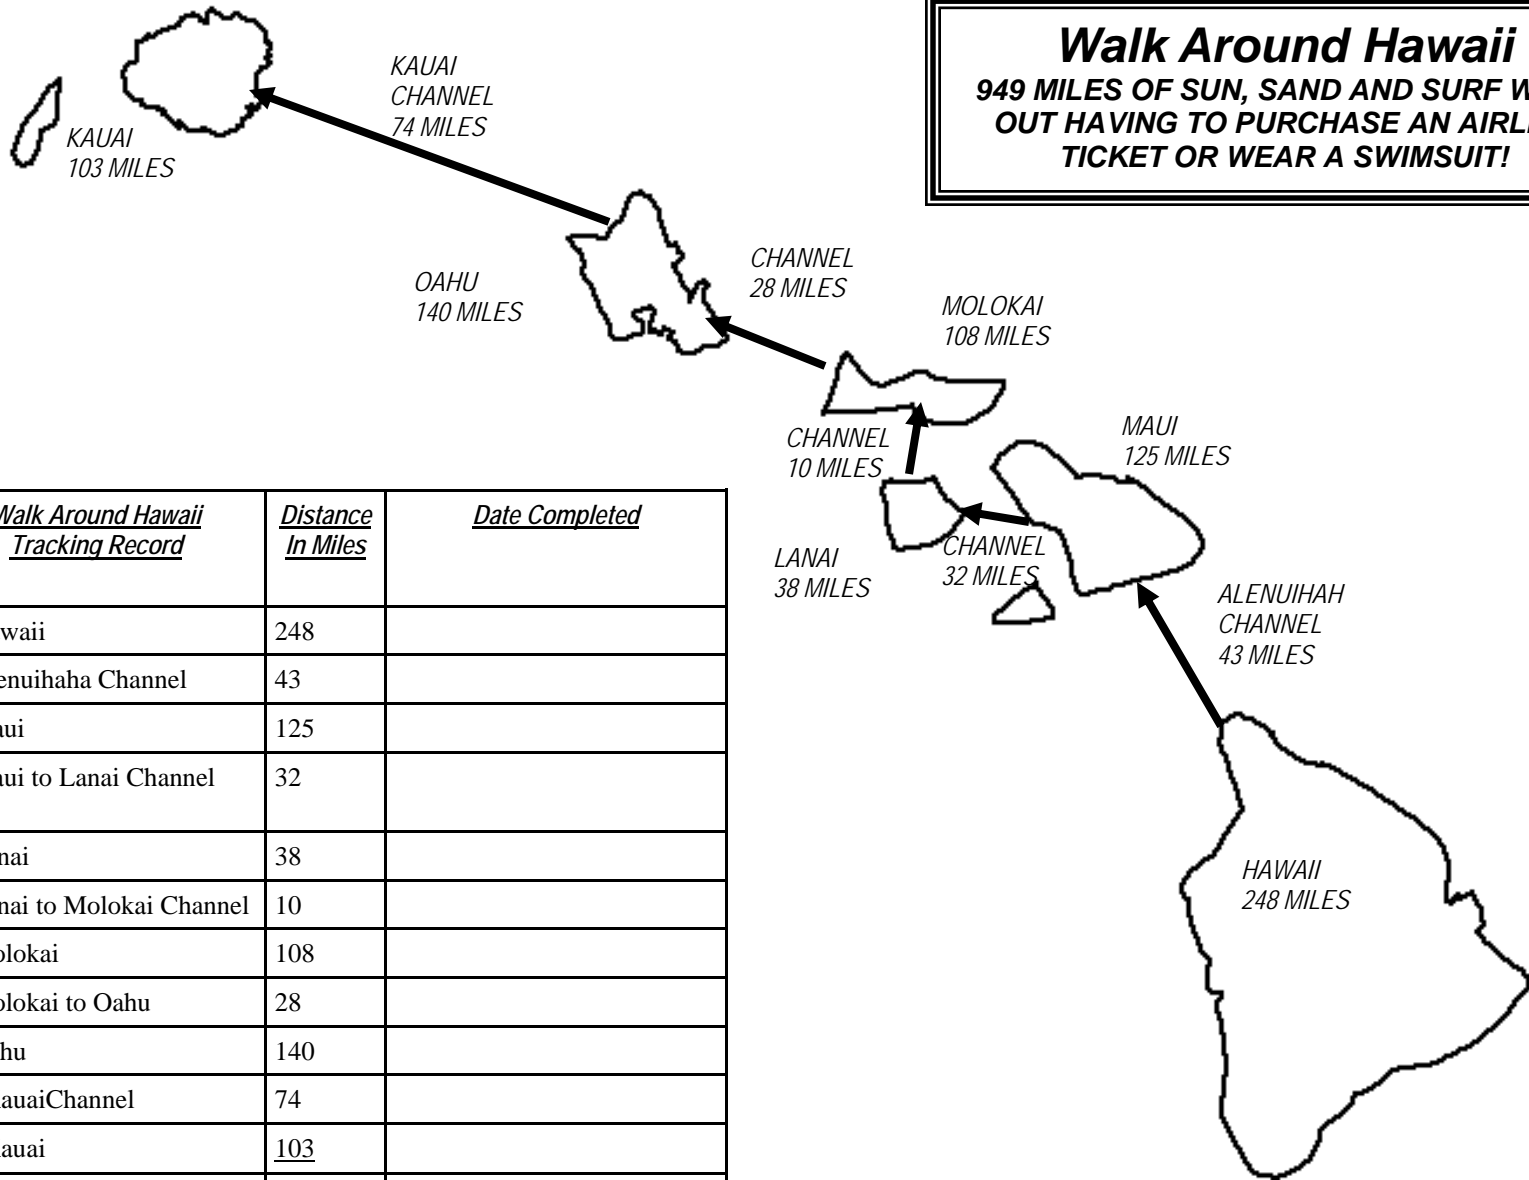 Walk Around Hawaii
949 MILES OF SUN, SAND AND SURF W
OUT HAVING TO PURCHASE AN AIRL
TICKET OR WEAR A SWIMSUIT!
KAUAI
CHANNEL
74 MILES
KAUAI
103 MILES
OAHU
140 MILES
CHANNEL
28 MILES
MOLOKAI
108 MILES
CHANNEL
10 MILES
MAUI
125 MILES
LANAI
38 MILES
CHANNEL
32 MILES
ALENUIHAH
CHANNEL
43 MILES
HAWAII
248 MILES
Walk Around Hawaii
Tracking Record
Distance
In Miles
Date Completed
waii 248
enuihaha Channel 43
ui 125
ui to Lanai Channel 32
nai 38
nai to Molokai Channel 10
olokai 108
olokai to Oahu 28
hu 140
auaiChannel 74
auai 103